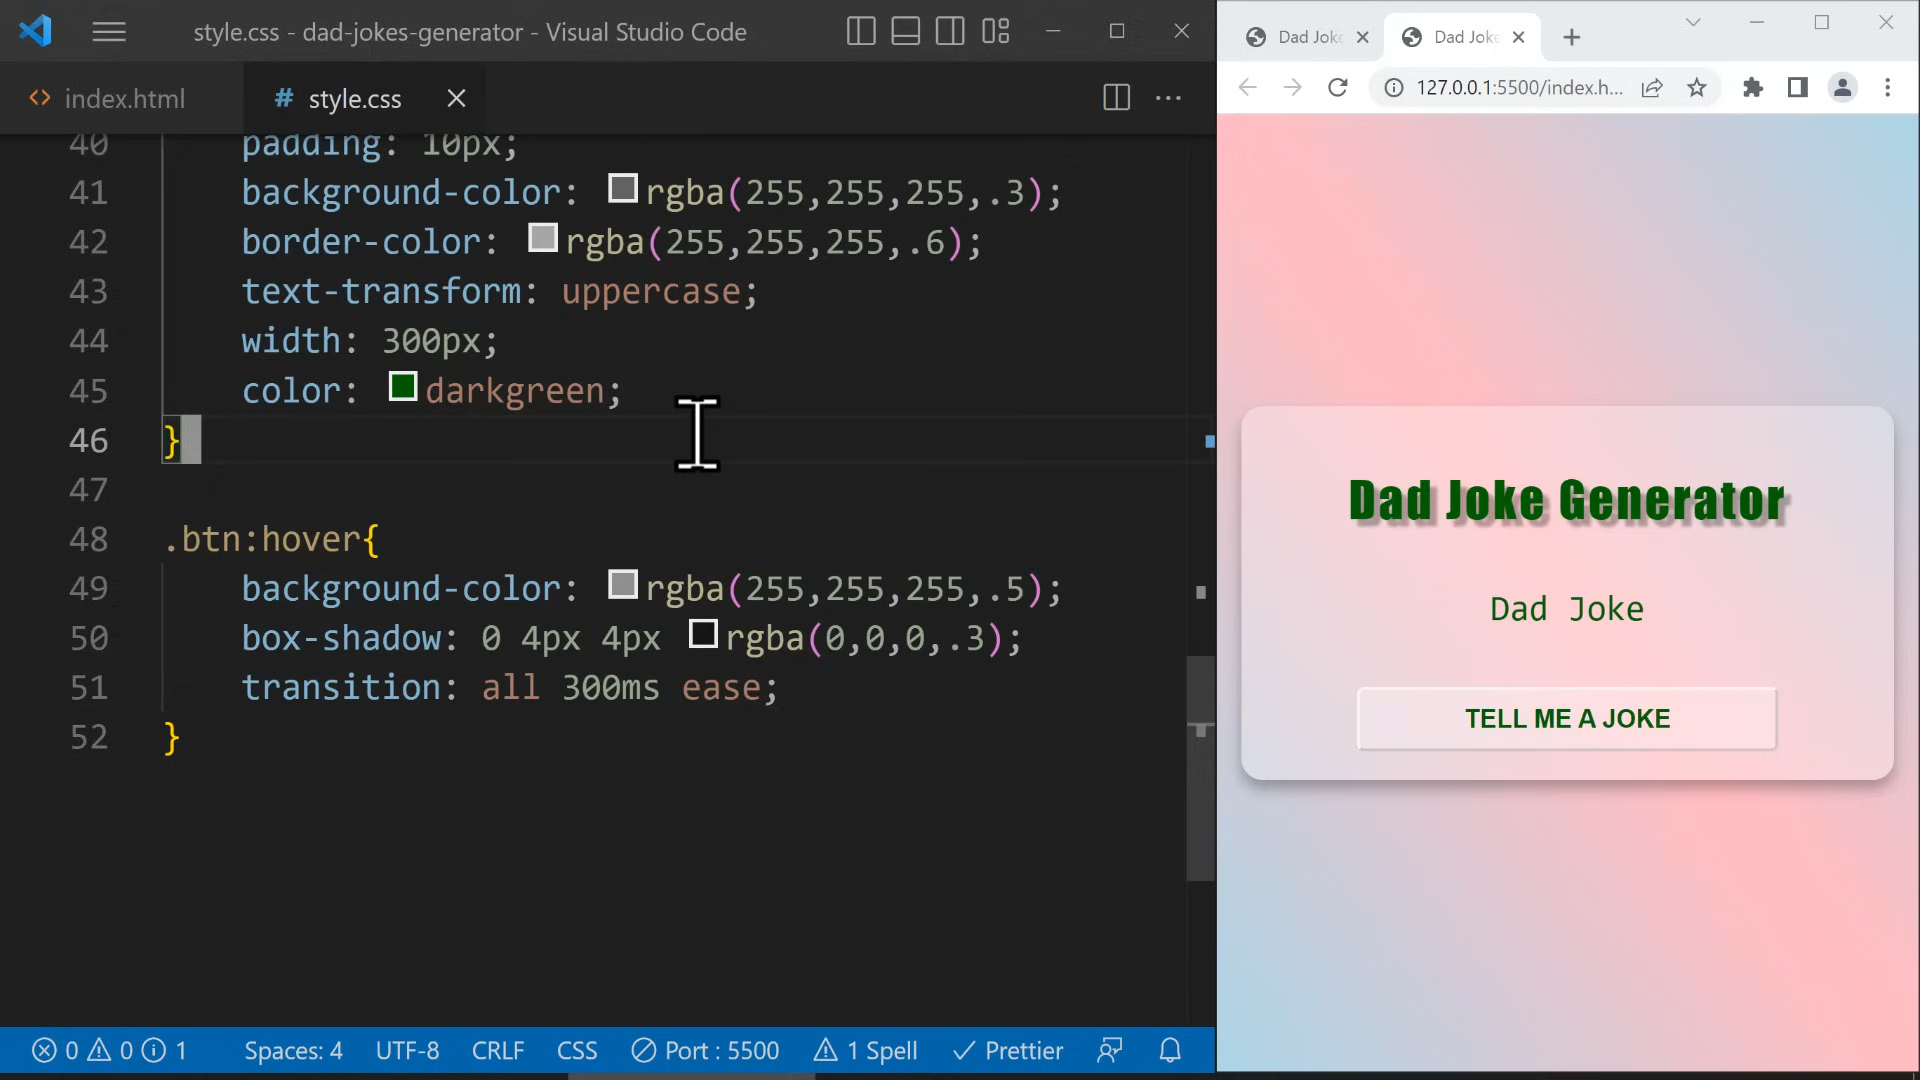 style.css - dad-jokes-generator - Visual Studio Code
index.html
# style.css
40 padding: 10px;
41 background-color: rgba(255,255,255,.3);
42 border-color: rgba(255,255,255,.6);
43 text-transform: uppercase;
44 width: 300px;
45 color: darkgreen;
46 }
47
48 .btn:hover{
49 background-color: rgba(255,255,255,.5);
50 box-shadow: 0 4px 4px rgba(0,0,0,.3);
51 transition: all 300ms ease;
52 }
0 0 1 Spaces: 4 UTF-8 CRLF CSS Port : 5500 1 Spell Prettier
Dad Joke
Dad Joke
127.0.0.1:5500/index.h...
Dad Joke Generator
Dad Joke
TELL ME A JOKE